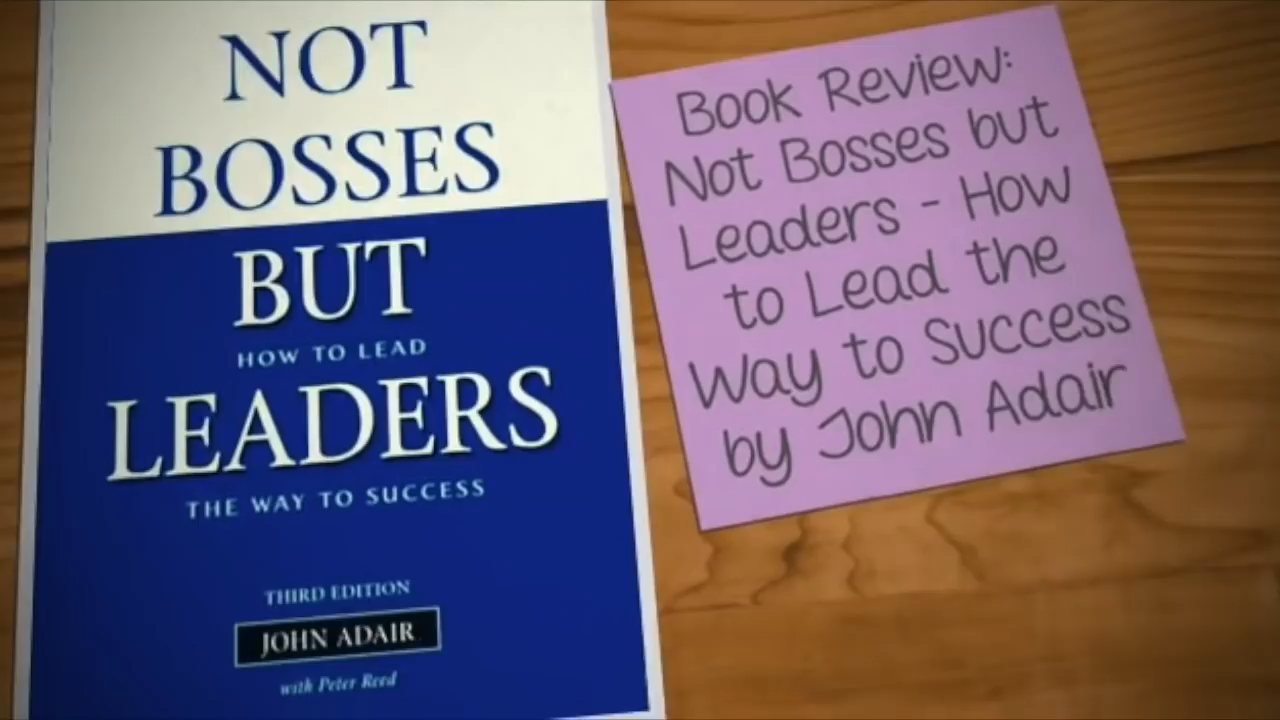 NOT
BOSSES
BUT
HOW TO LEAD
LEADERS
THE WAY TO SUCCESS
THIRD EDITION
JOHN ADAIR
with Peter Reed
Book Review:
Not Bosses but
Leaders - How
to Lead the
Way to Success
by John Adair